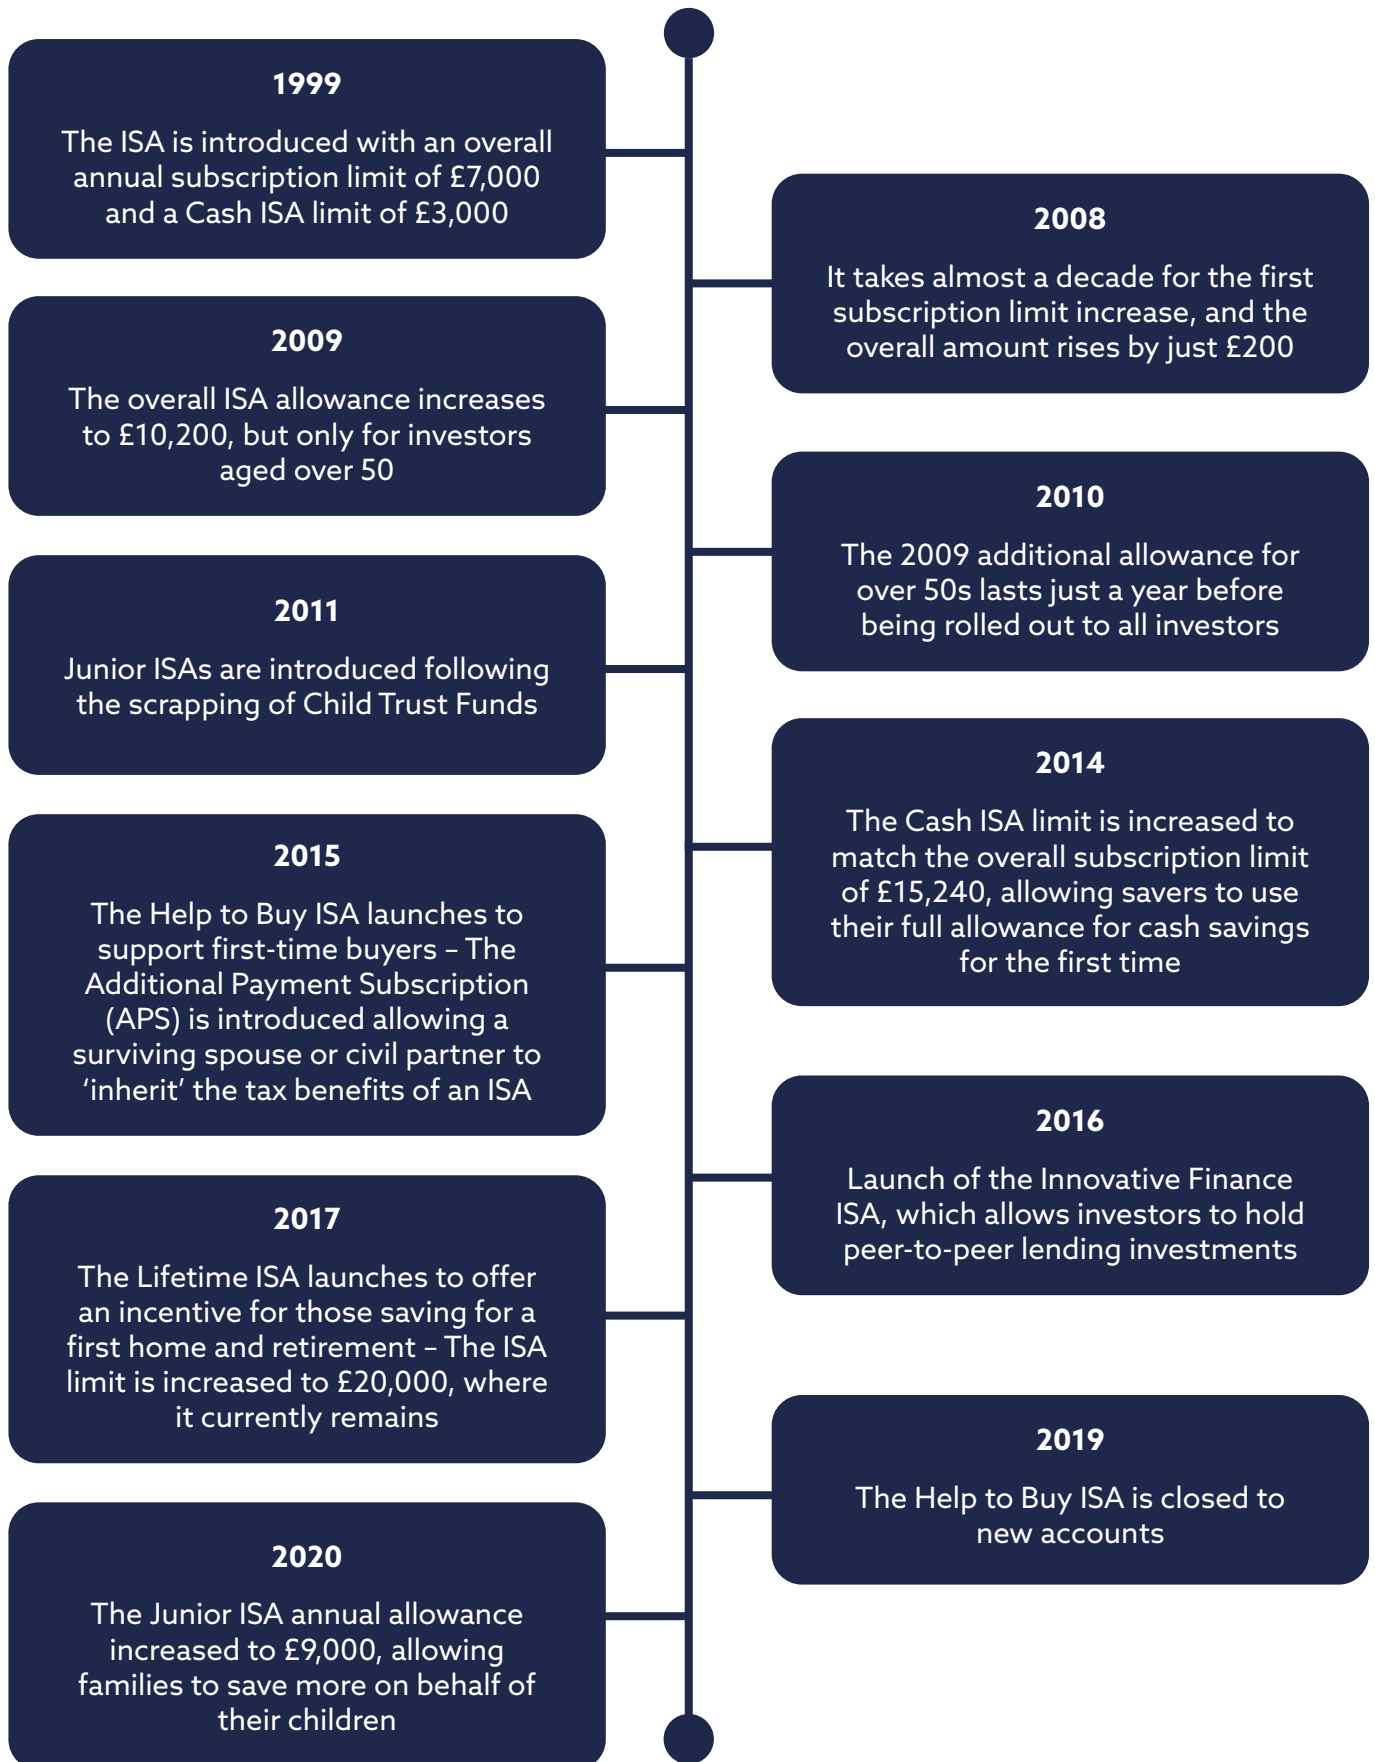 1999
The ISA is introduced with an overall
annual subscription limit of £7,000
and a Cash ISA limit of £3,000
2008
It takes almost a decade for the first
subscription limit increase, and the
overall amount rises by just £200
2009
The overall ISA allowance increases
to £10,200, but only for investors
aged over 50
2010
The 2009 additional allowance for
over 50s lasts just a year before
being rolled out to all investors
2011
Junior ISAs are introduced following
the scrapping of Child Trust Funds
2014
The Cash ISA limit is increased to
match the overall subscription limit
of £15,240, allowing savers to use
their full allowance for cash savings
for the first time
2015
The Help to Buy ISA launches to
support first-time buyers – The
Additional Payment Subscription
(APS) is introduced allowing a
surviving spouse or civil partner to
‘inherit’ the tax benefits of an ISA
2016
Launch of the Innovative Finance
ISA, which allows investors to hold
peer-to-peer lending investments
2017
The Lifetime ISA launches to offer
an incentive for those saving for a
first home and retirement – The ISA
limit is increased to £20,000, where
it currently remains
2019
The Help to Buy ISA is closed to
new accounts
2020
The Junior ISA annual allowance
increased to £9,000, allowing
families to save more on behalf of
their children